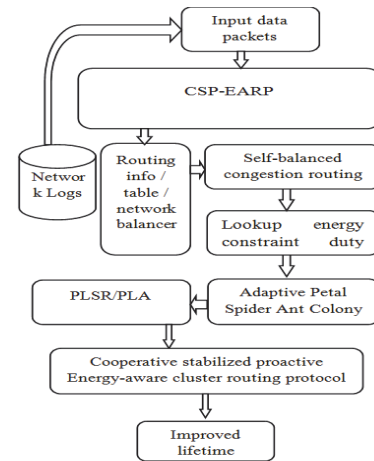 Input data
packets
CSP-EARP
Networ
k Logs
Routing
info /
table /
network
balancer
Self-balanced
congestion routing
Lookup energy
constraint duty
PLSR/PLA
Adaptive Petal
Spider Ant Colony
Cooperative stabilized proactive
Energy-aware cluster routing protocol
Improved
lifetime